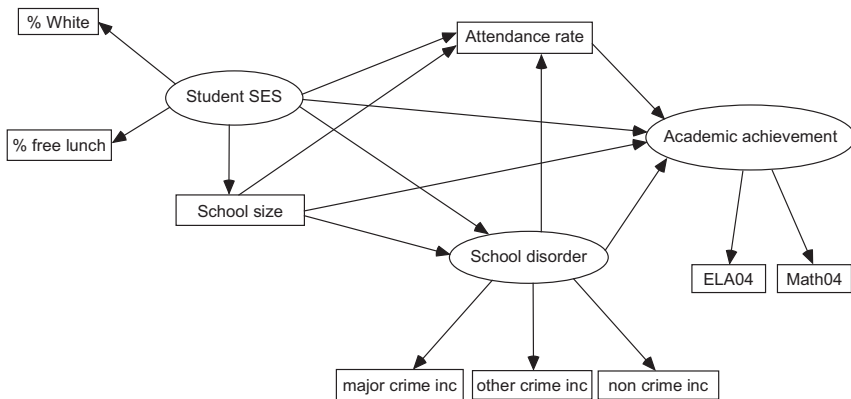 % White
Attendance rate
Student SES
% free lunch
Academic achievement
School size
School disorder
ELA04
Math04
major crime inc
other crime inc
non crime inc